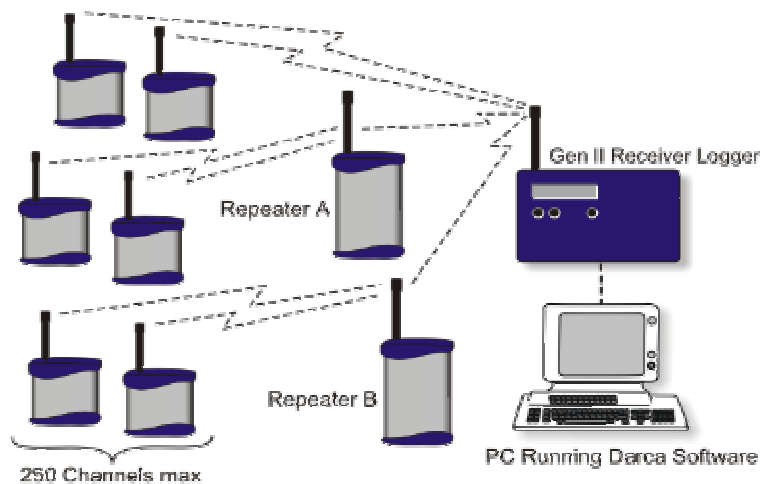 Gen II Receiver Logger
Repeater A
Repeater B
PC Running Darca Software
250 Channels max